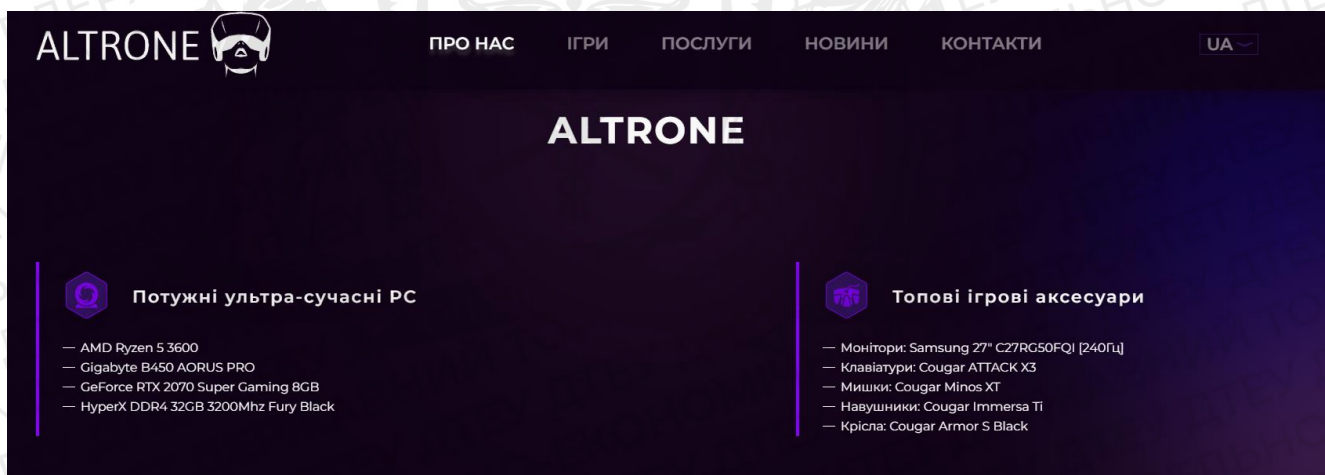 ALTRONE
ПРО НАС ІГРИ ПОСЛУГИ НОВИНИ КОНТАКТИ UA
ALTRONE
Потужні ультра-сучасні PC
— AMD Ryzen 5 3600
— Gigabyte B450 AORUS PRO
— GeForce RTX 2070 Super Gaming 8GB
— HyperX DDR4 32GB 3200Mhz Fury Black
Топові ігрові аксесуари
— Монітори: Samsung 27" C27RG50FQI [240Гц]
— Клавіатури: Cougar ATTACK X3
— Мишки: Cougar Minos XT
— Навушники: Cougar Immersa Ti
— Крісла: Cougar Armor S Black